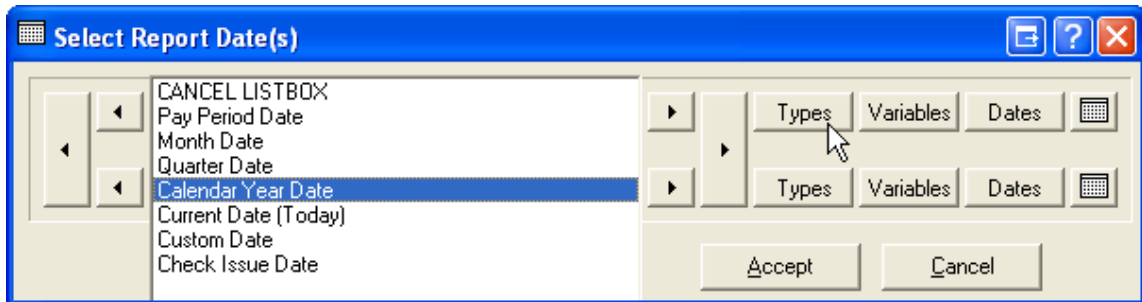 Select Report Date(s)
CANCEL LISTBOX
Pay Period Date
Month Date
Quarter Date
Calendar Year Date
Current Date (Today)
Custom Date
Check Issue Date
Types Variables Dates
Types Variables Dates
Accept Cancel